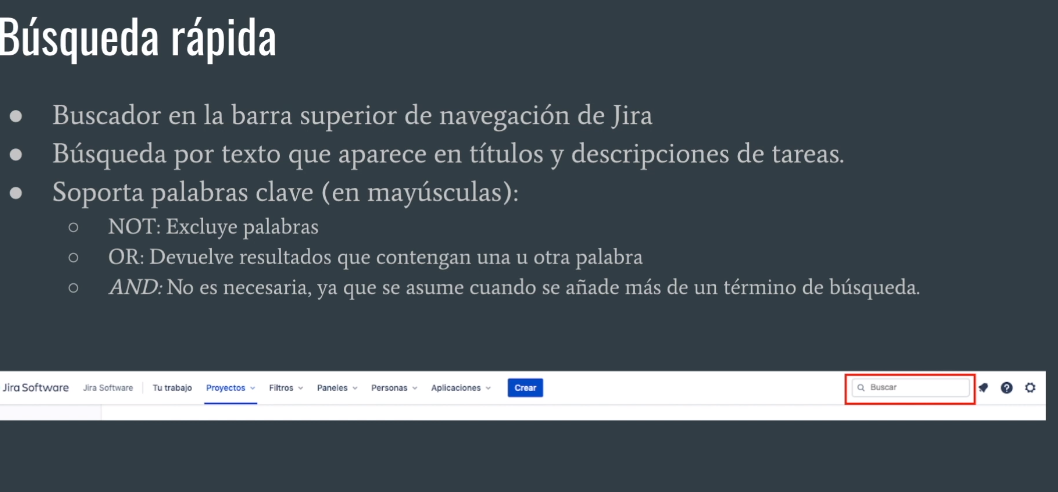 Búsqueda rápida
● Buscador en la barra superior de navegación de Jira
● Búsqueda por texto que aparece en títulos y descripciones de tareas.
● Soporta palabras clave (en mayúsculas):
○ NOT: Excluye palabras
○ OR: Devuelve resultados que contengan una u otra palabra
○ AND: No es necesaria, ya que se asume cuando se añade más de un término de búsqueda.
Jira Software Jira Software Tu trabajo Proyectos Filtros Paneles Personas Aplicaciones Crear Buscar